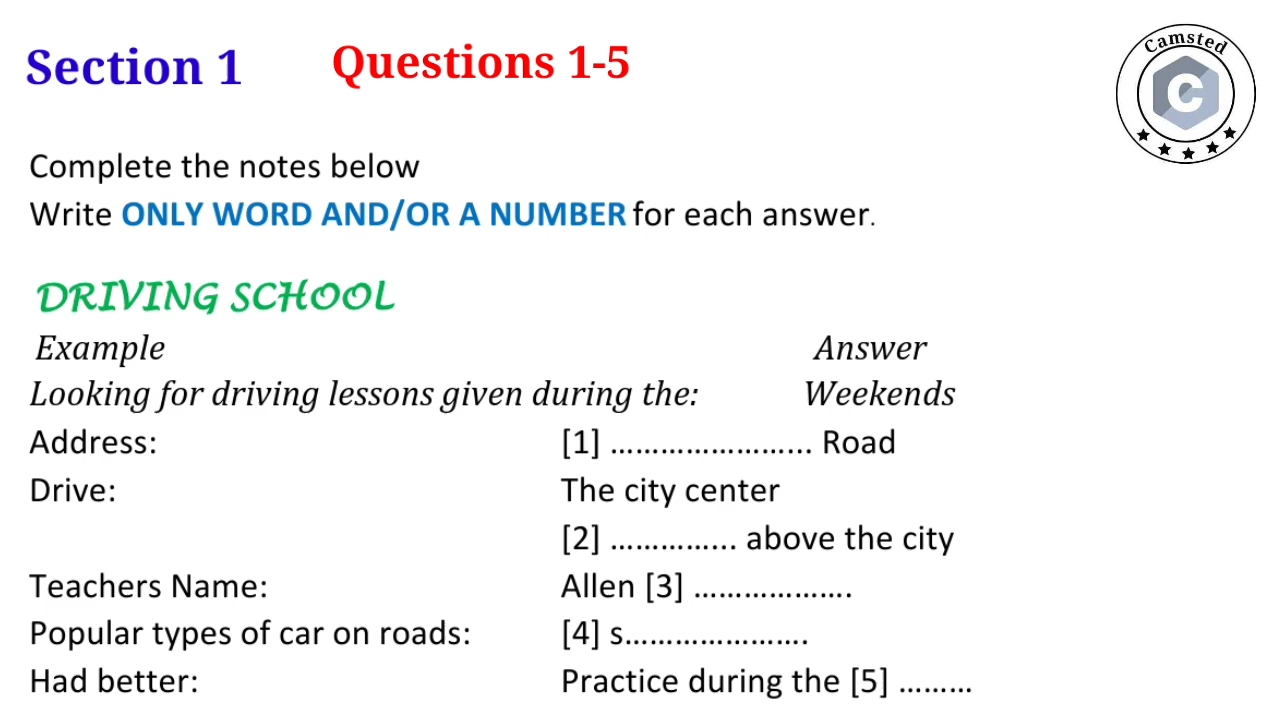 Section 1 Questions 1-5
Camsted
C
Complete the notes below
Write ONLY WORD AND/OR A NUMBER for each answer.
DRIVING SCHOOL
Example Answer
Looking for driving lessons given during the: Weekends
Address: [1] …………………... Road
Drive: The city center
[2] …………... above the city
Teachers Name: Allen [3] ……………….
Popular types of car on roads: [4] s………………….
Had better: Practice during the [5] ………